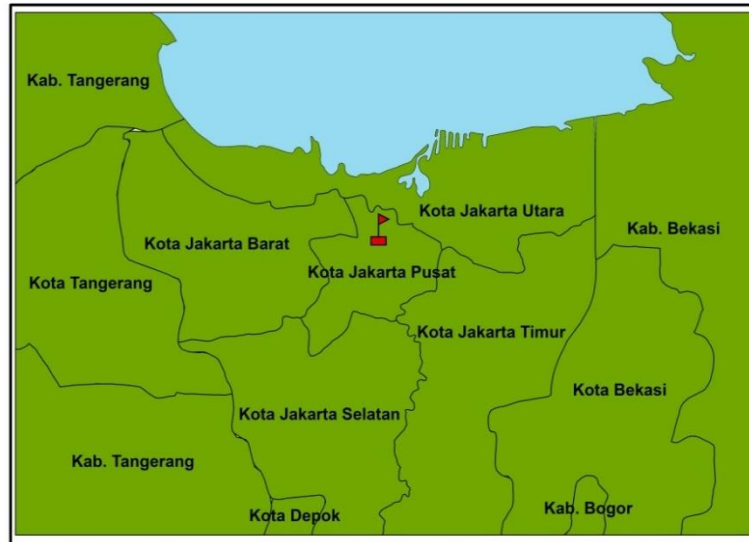 Kab. Tangerang
Kota Jakarta Utara
Kab. Bekasi
Kota Jakarta Barat
Kota Jakarta Pusat
Kota Tangerang
Kota Jakarta Timur
Kota Bekasi
Kota Jakarta Selatan
Kab. Tangerang
Kab. Bogor
Kota Depok